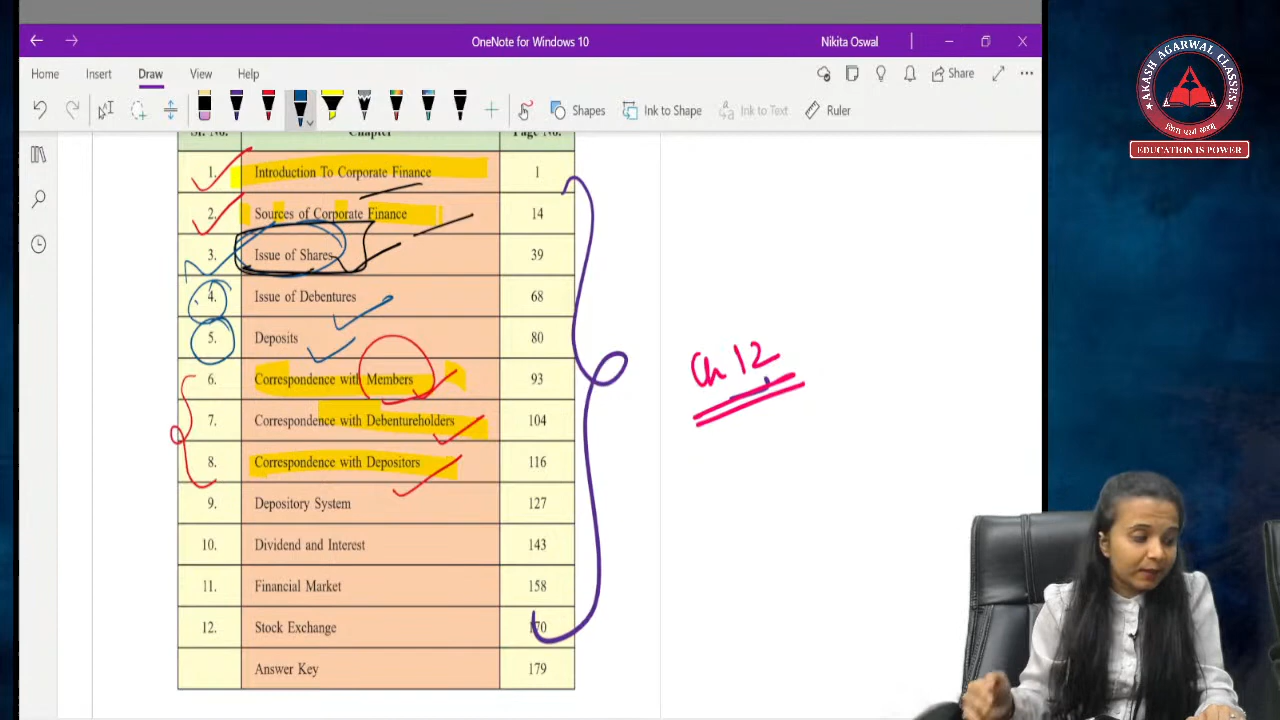 OneNote for Windows 10
Nikita Oswal
Home Insert Draw View Help
Share
Shapes
Ink to Shape
Ink to Text
Ruler
Sr. No. Chapter Page No.
1. Introduction To Corporate Finance 1
2. Sources of Corporate Finance 14
3. Issue of Shares 39
4. Issue of Debentures 68
5. Deposits 80
6. Correspondence with Members 93
7. Correspondence with Debentureholders 104
8. Correspondence with Depositors 116
9. Depository System 127
10. Dividend and Interest 143
11. Financial Market 158
12. Stock Exchange 170
Answer Key 179
Ch 12
AKASH AGARWAL CLASSES
EDUCATION IS POWER